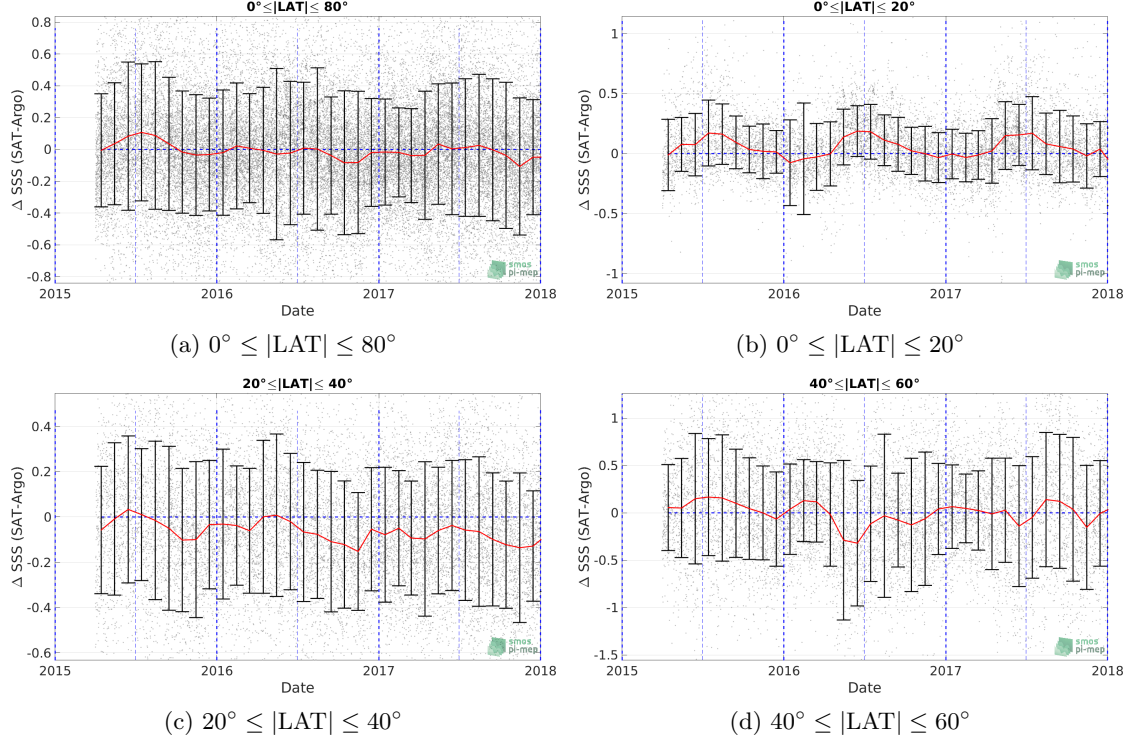 0°≤|LAT|≤ 80°
Δ SSS (SAT-Argo)
0.8
0.6
0.4
0.2
0
-0.2
-0.4
-0.6
-0.8
2015 2016 2017 2018
Date
smos
pi-mep
(a) 0° ≤ |LAT| ≤ 80°
0°≤|LAT|≤ 20°
Δ SSS (SAT-Argo)
1
0.5
0
-0.5
-1
2015 2016 2017 2018
Date
smos
pi-mep
(b) 0° ≤ |LAT| ≤ 20°
20°≤|LAT|≤ 40°
Δ SSS (SAT-Argo)
0.4
0.2
0
-0.2
-0.4
-0.6
2015 2016 2017 2018
Date
smos
pi-mep
(c) 20° ≤ |LAT| ≤ 40°
40°≤|LAT|≤ 60°
Δ SSS (SAT-Argo)
1
0.5
0
-0.5
-1
-1.5
2015 2016 2017 2018
Date
smos
pi-mep
(d) 40° ≤ |LAT| ≤ 60°